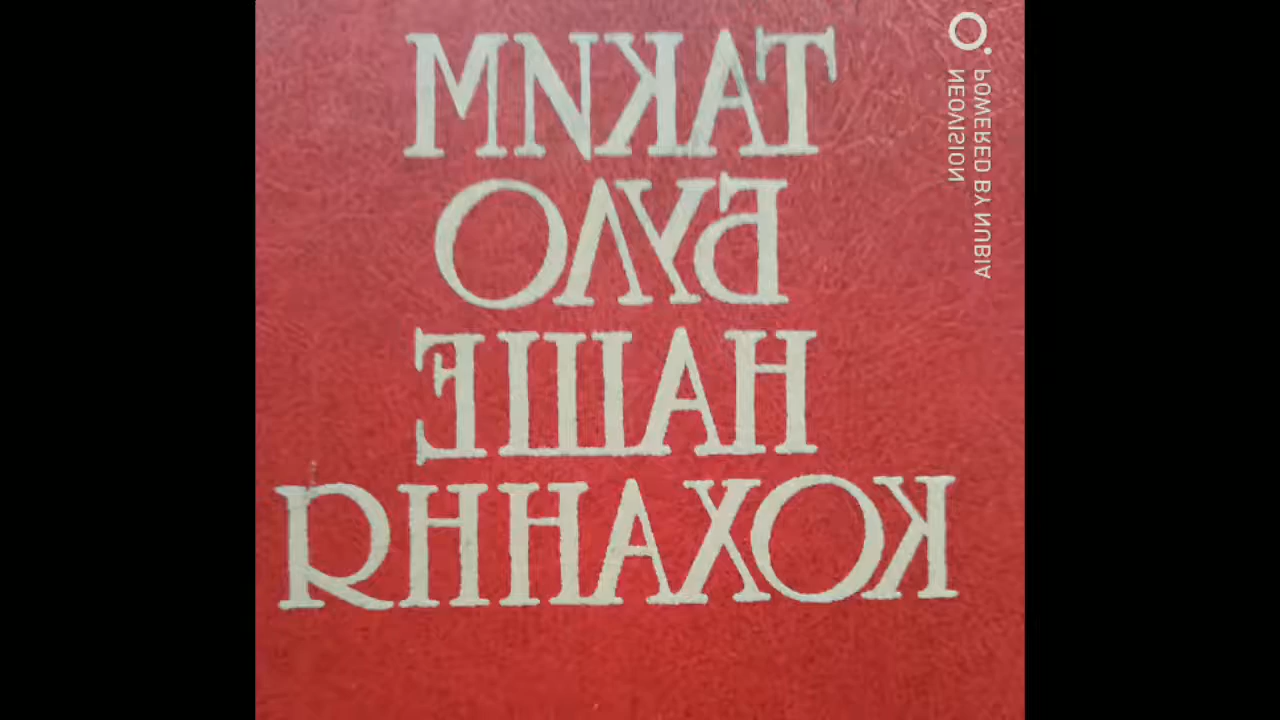 ТАКИМ
БУЛО
НАШЕ
КОХАННЯ
POWERED BY NUBIA
NEOVISION